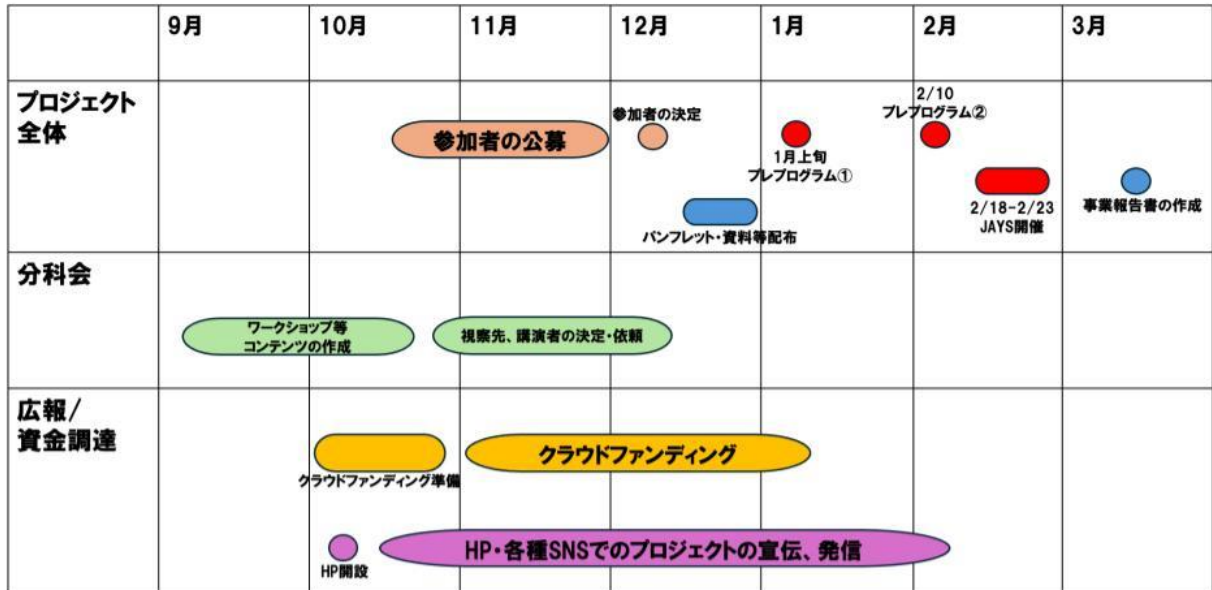 9月
10月
11月
12月
1月
2月
3月
プロジェクト
全体
参加者の公募
参加者の決定
パンフレット・資料等配布
1月上旬
プレプログラム①
2/10
プレプログラム②
2/18-2/23
JAYS開催
事業報告書の作成
分科会
ワークショップ等
コンテンツの作成
視察先、講演者の決定・依頼
広報/
資金調達
クラウドファンディング準備
クラウドファンディング
HP開設
HP・各種SNSでのプロジェクトの宣伝、発信